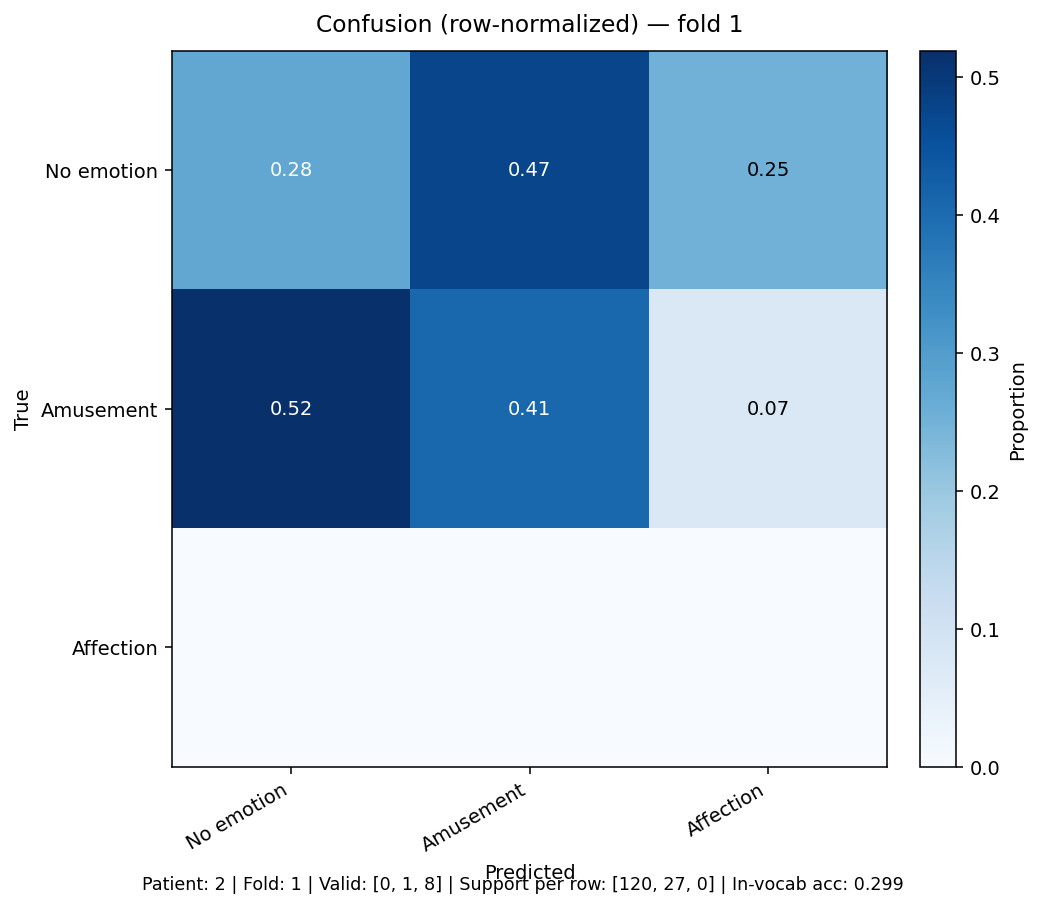 Confusion (row-normalized) — fold 1
No emotion
Amusement
Affection
True
0.28 0.47 0.25
0.52 0.41 0.07
No emotion
Amusement
Affection
Predicted
0.5
0.4
0.3
0.2
0.1
0.0
Proportion
Patient: 2 | Fold: 1 | Valid: [0, 1, 8] | Support per row: [120, 27, 0] | In-vocab acc: 0.299